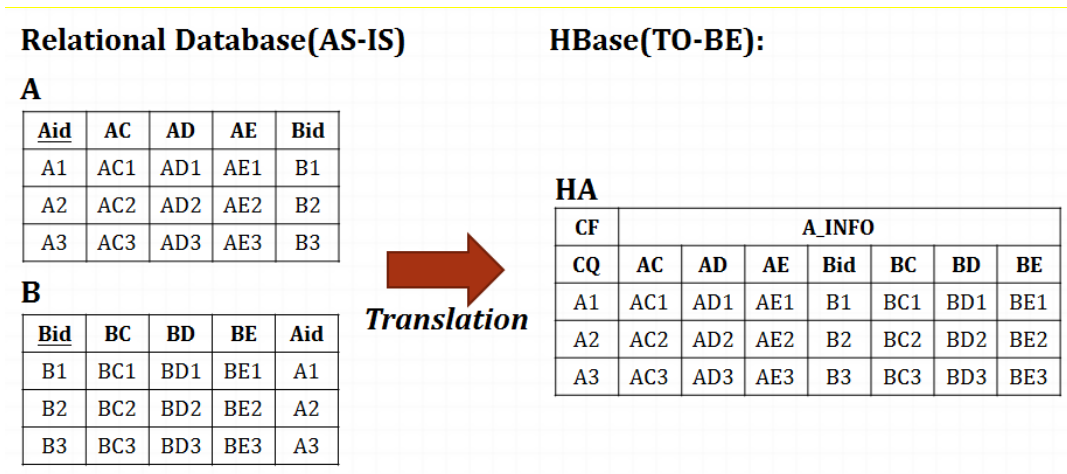 Relational Database(AS-IS)
A
Aid AC AD AE Bid
A1 AC1 AD1 AE1 B1
A2 AC2 AD2 AE2 B2
A3 AC3 AD3 AE3 B3
B
Bid BC BD BE Aid
B1 BC1 BD1 BE1 A1
B2 BC2 BD2 BE2 A2
B3 BC3 BD3 BE3 A3
Translation
HBase(TO-BE):
HA
CF A_INFO
CQ AC AD AE Bid BC BD BE
A1 AC1 AD1 AE1 B1 BC1 BD1 BE1
A2 AC2 AD2 AE2 B2 BC2 BD2 BE2
A3 AC3 AD3 AE3 B3 BC3 BD3 BE3